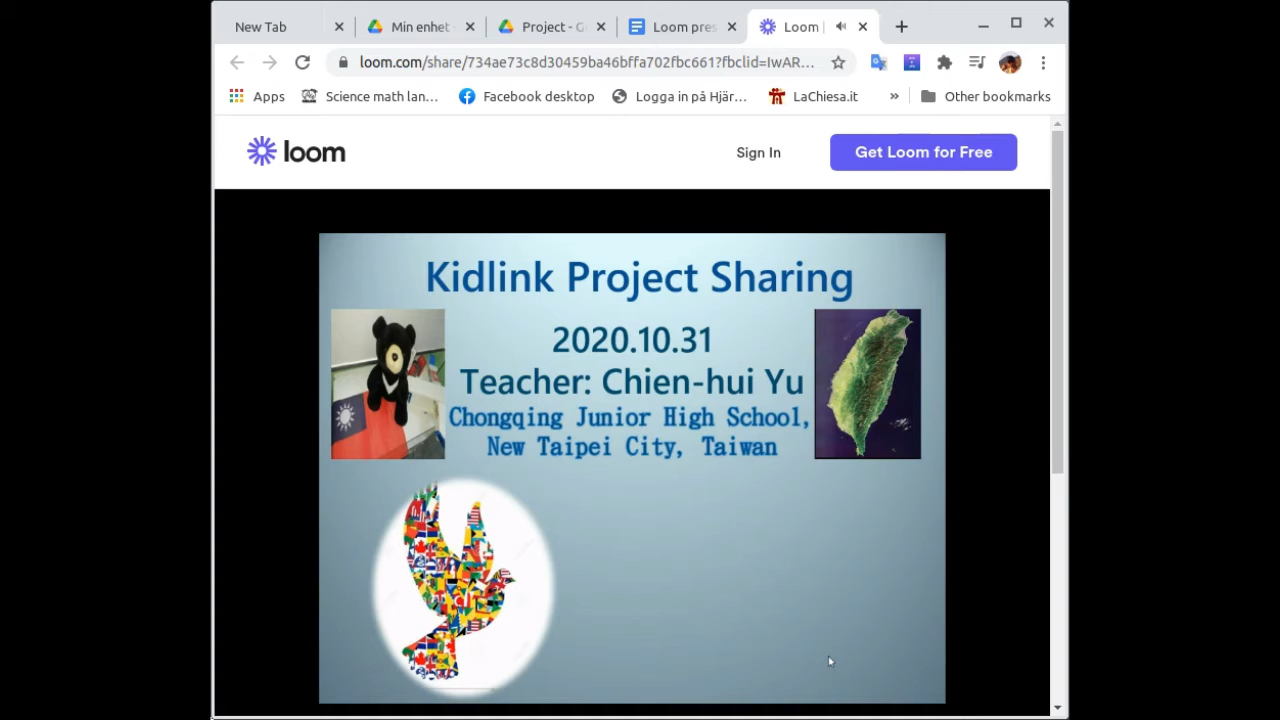 New Tab
Min enhet
Project - G
Loom pres
Loom |
loom.com/share/734ae73c8d30459ba46bffa702fbc661?fbclid=IwAR...
Apps
Science math lan...
Facebook desktop
Logga in på Hjär...
LaChiesa.it
»
Other bookmarks
loom
Sign In
Get Loom for Free
Kidlink Project Sharing
2020.10.31
Teacher: Chien-hui Yu
Chongqing Junior High School,
New Taipei City, Taiwan